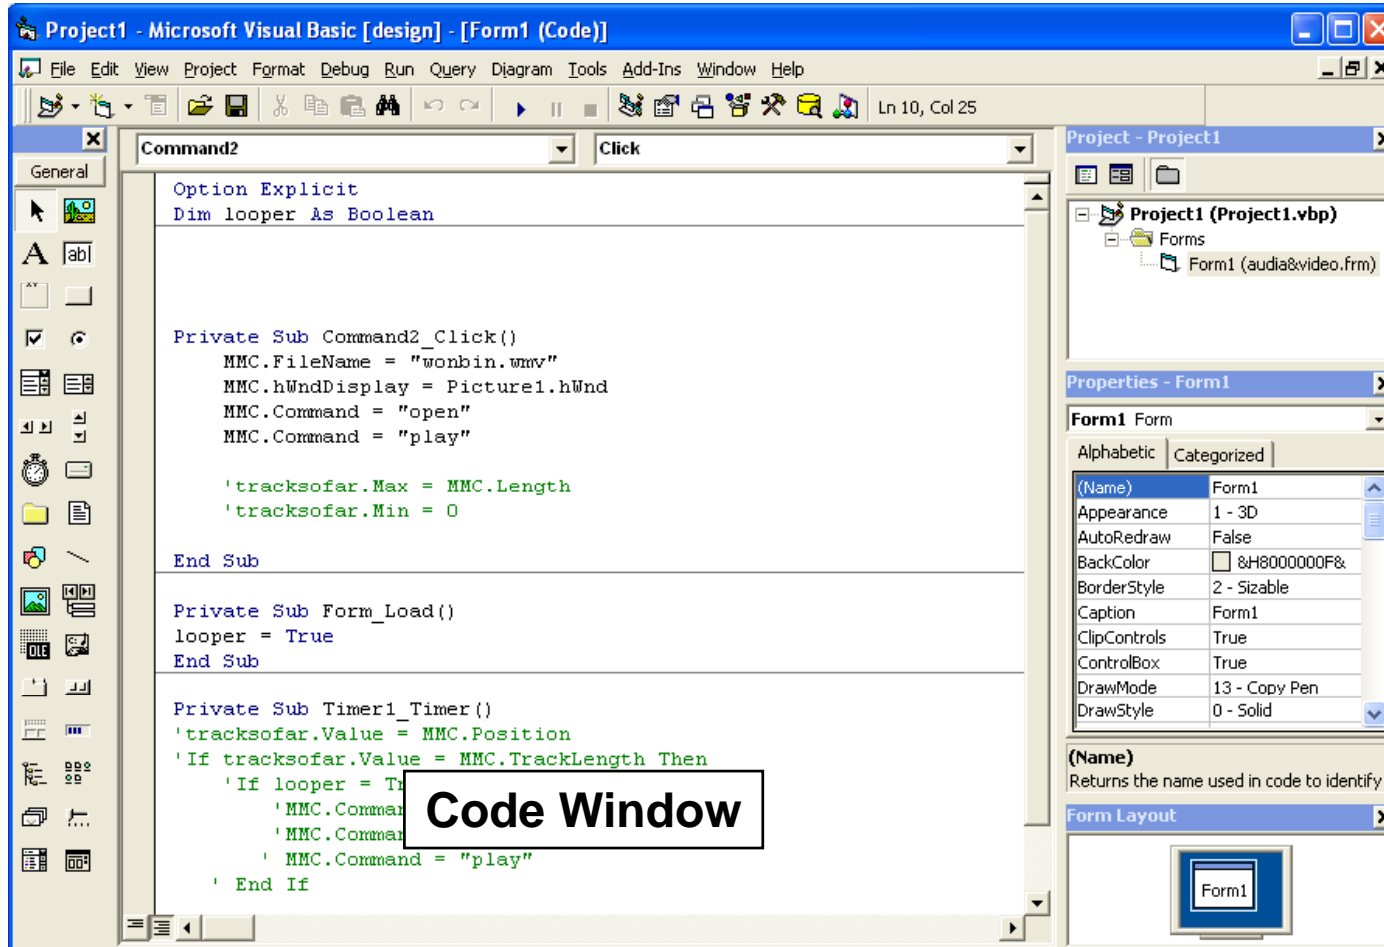 Project1 - Microsoft Visual Basic [design] - [Form1 (Code)]
File Edit View Project Format Debug Run Query Diagram Tools Add-Ins Window Help
Ln 10, Col 25
General
A ab|
XY
OLE
Command2 Click
Option Explicit
Dim looper As Boolean
Private Sub Command2_Click()
MMC.FileName = "wonbin.wmv"
MMC.hWndDisplay = Picture1.hWnd
MMC.Command = "open"
MMC.Command = "play"
'tracksofar.Max = MMC.Length
'tracksofar.Min = 0
End Sub
Private Sub Form_Load()
looper = True
End Sub
Private Sub Timer1_Timer()
'tracksofar.Value = MMC.Position
'If tracksofar.Value = MMC.TrackLength Then
'If looper =
'MMC.
'MMC.
' MMC.Command = "play"
' End If
Code Window
Project - Project1
Project1 (Project1.vbp)
Forms
Form1 (audia&video.frm)
Properties - Form1
Form1 Form
Alphabetic Categorized
(Name) Form1
Appearance 1 - 3D
AutoRedraw False
BackColor &H8000000F&
BorderStyle 2 - Sizable
Caption Form1
ClipControls True
ControlBox True
DrawMode 13 - Copy Pen
DrawStyle 0 - Solid
(Name)
Returns the name used in code to identify
Form Layout
Form1